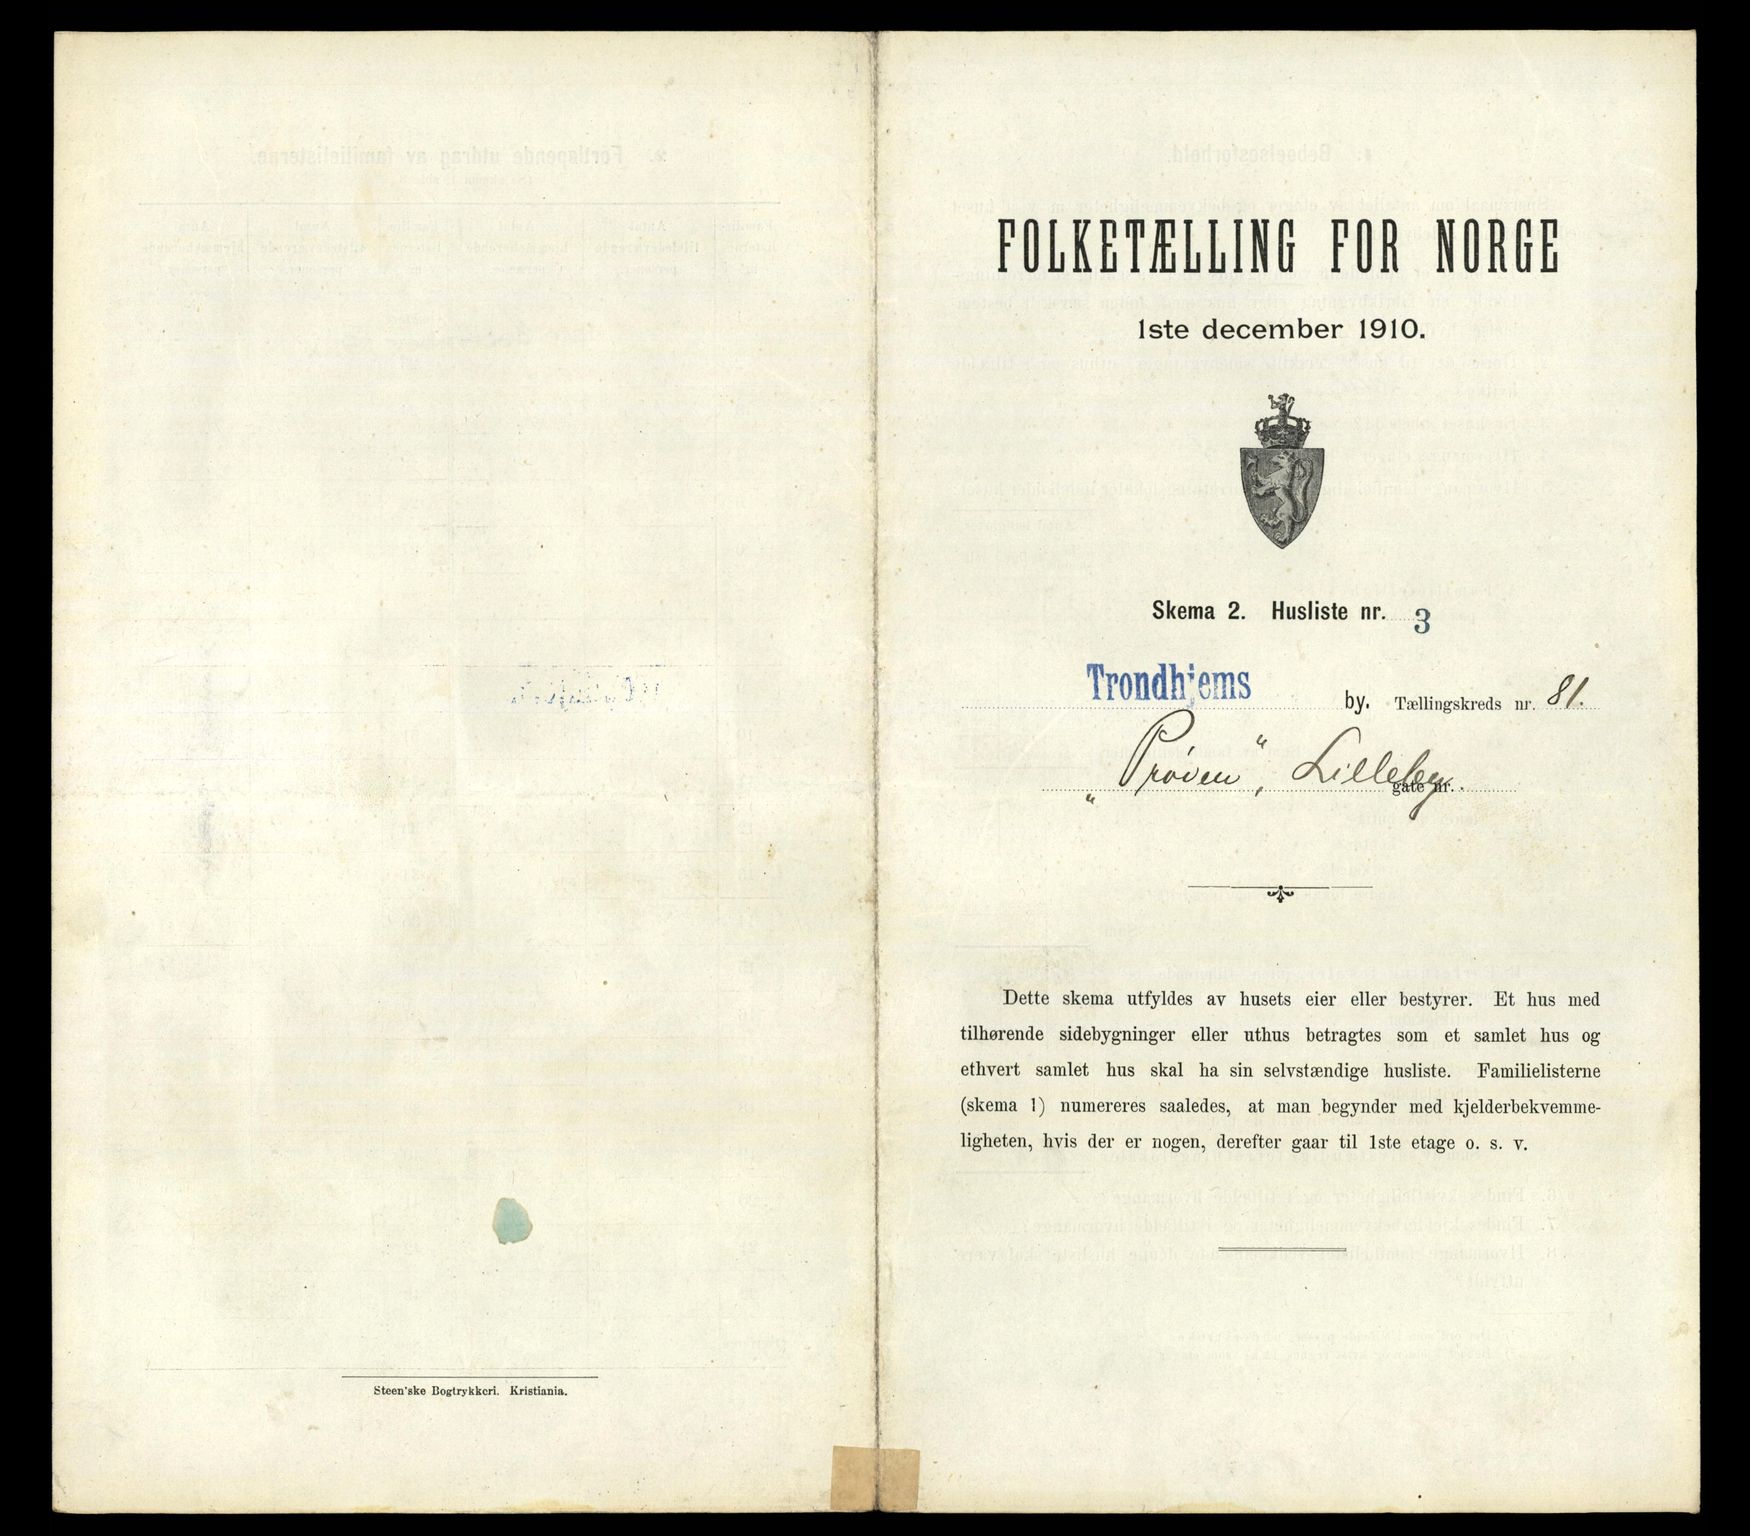 FOLKETÆLLING FOR NORGE
1ste december 1910.
Skema 2. Husliste nr. 3
Trondhjems by. Tællingskreds nr. 81.
„Prøven“, Lilleby gate nr.
Dette skema utfyldes av husets eier eller bestyrer. Et hus med
tilhørende sidebygninger eller uthus betragtes som et samlet hus og
ethvert samlet hus skal ha sin selvstændige husliste. Familielisterne
(skema 1) numereres saaledes, at man begynder med kjelderbekvemme-
ligheten, hvis der er nogen, derefter gaar til 1ste etage o. s. v.
Steen'ske Bogtrykkeri. Kristiania.